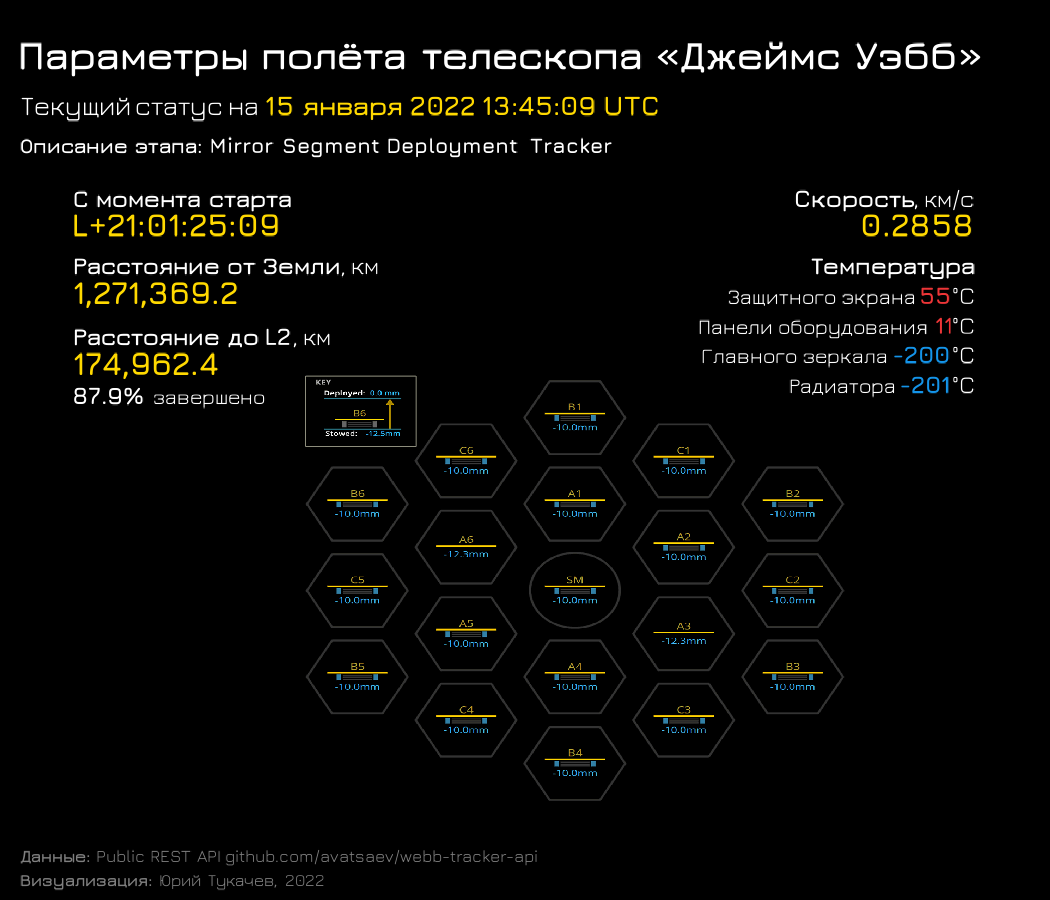 Параметры полёта телескопа «Джеймс Уэбб»
Текущий статус на 15 января 2022 13:45:09 UTC
Описание этапа: Mirror Segment Deployment Tracker
С момента старта
L+21:01:25:09
Расстояние от Земли, км
1,271,369.2
Расстояние до L2, км
174,962.4
87.9% завершено
Скорость, км/с
0.2858
Температура
Защитного экрана 55°C
Панели оборудования 11°C
Главного зеркала -200°C
Радиатора -201°C
KEY
Deployed: 0.0 mm
B6
Stowed: -12.5mm
B1
-10.0mm
C6
-10.0mm
C1
-10.0mm
B6
-10.0mm
A1
-10.0mm
B2
-10.0mm
A6
-12.3mm
A2
-10.0mm
C5
-10.0mm
SM
-10.0mm
C2
-10.0mm
A5
-10.0mm
A3
-12.3mm
B5
-10.0mm
A4
-10.0mm
B3
-10.0mm
C4
-10.0mm
C3
-10.0mm
B4
-10.0mm
Данные: Public REST API github.com/avatsaev/webb-tracker-api
Визуализация: Юрий Тукачев, 2022